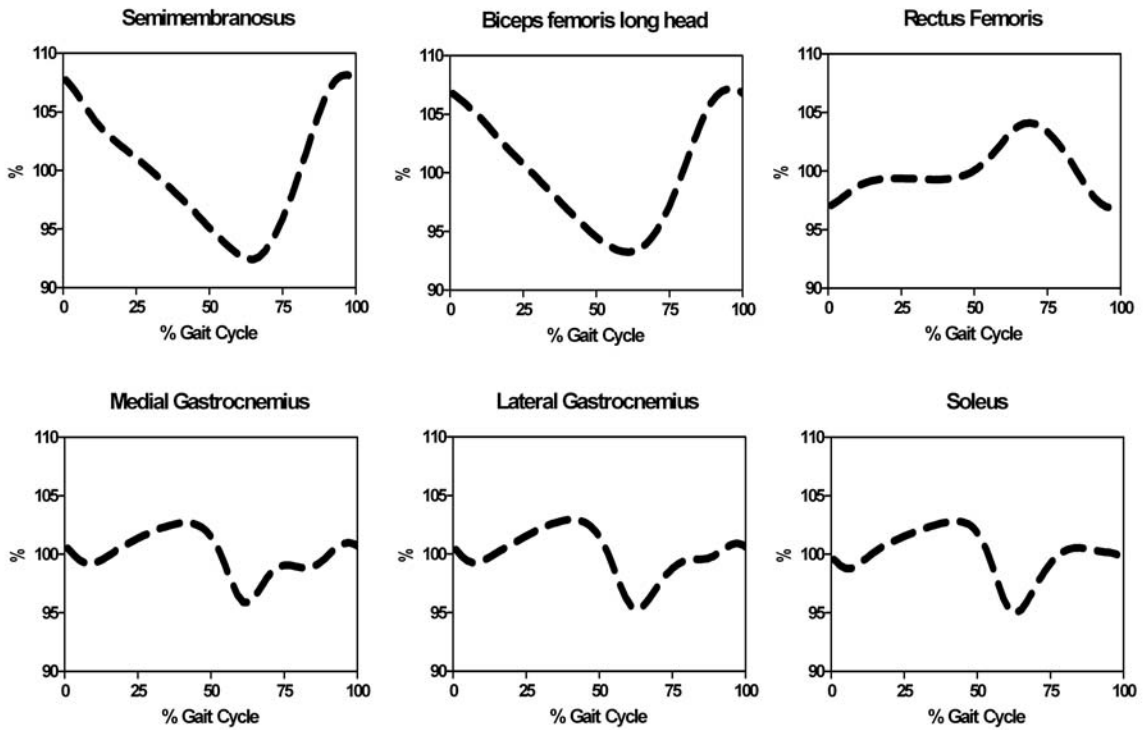 Semimembranosus
110
105
100
95
90
%
0 25 50 75 100
% Gait Cycle
Biceps femoris long head
110
105
100
95
90
%
0 25 50 75 100
% Gait Cycle
Rectus Femoris
110
105
100
95
90
%
0 25 50 75 100
% Gait Cycle
Medial Gastrocnemius
110
105
100
95
90
%
0 25 50 75 100
% Gait Cycle
Lateral Gastrocnemius
110
105
100
95
90
%
0 25 50 75 100
% Gait Cycle
Soleus
110
105
100
95
90
%
0 25 50 75 100
% Gait Cycle